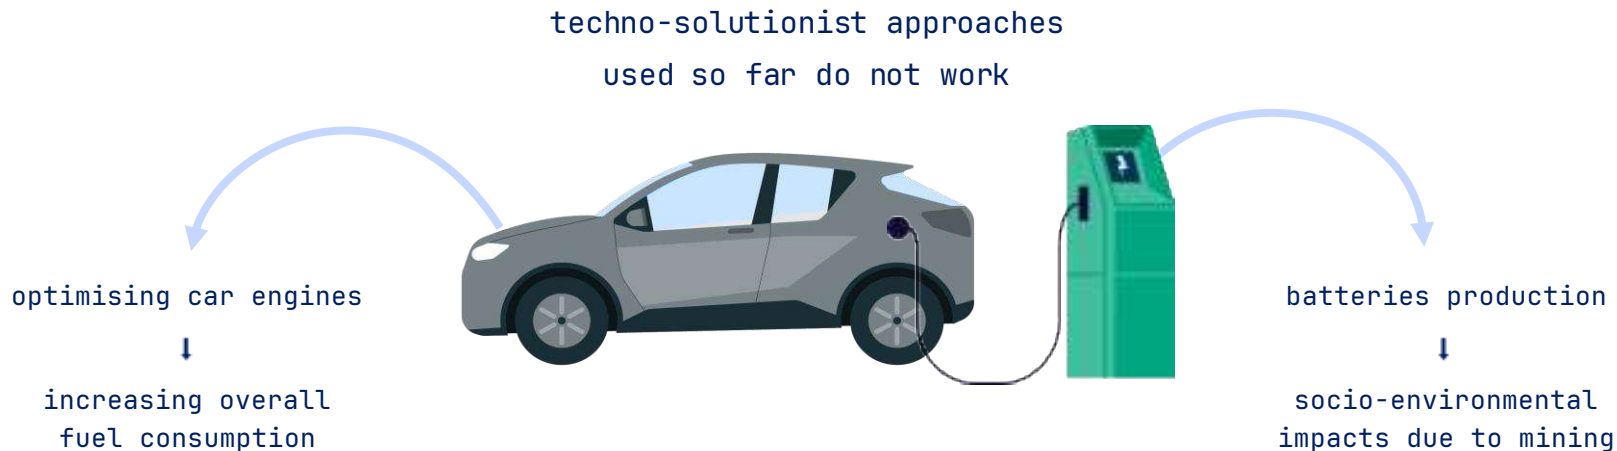 techno-solutionist approaches
used so far do not work
optimising car engines
↓
increasing overall
fuel consumption
batteries production
↓
socio-environmental
impacts due to mining